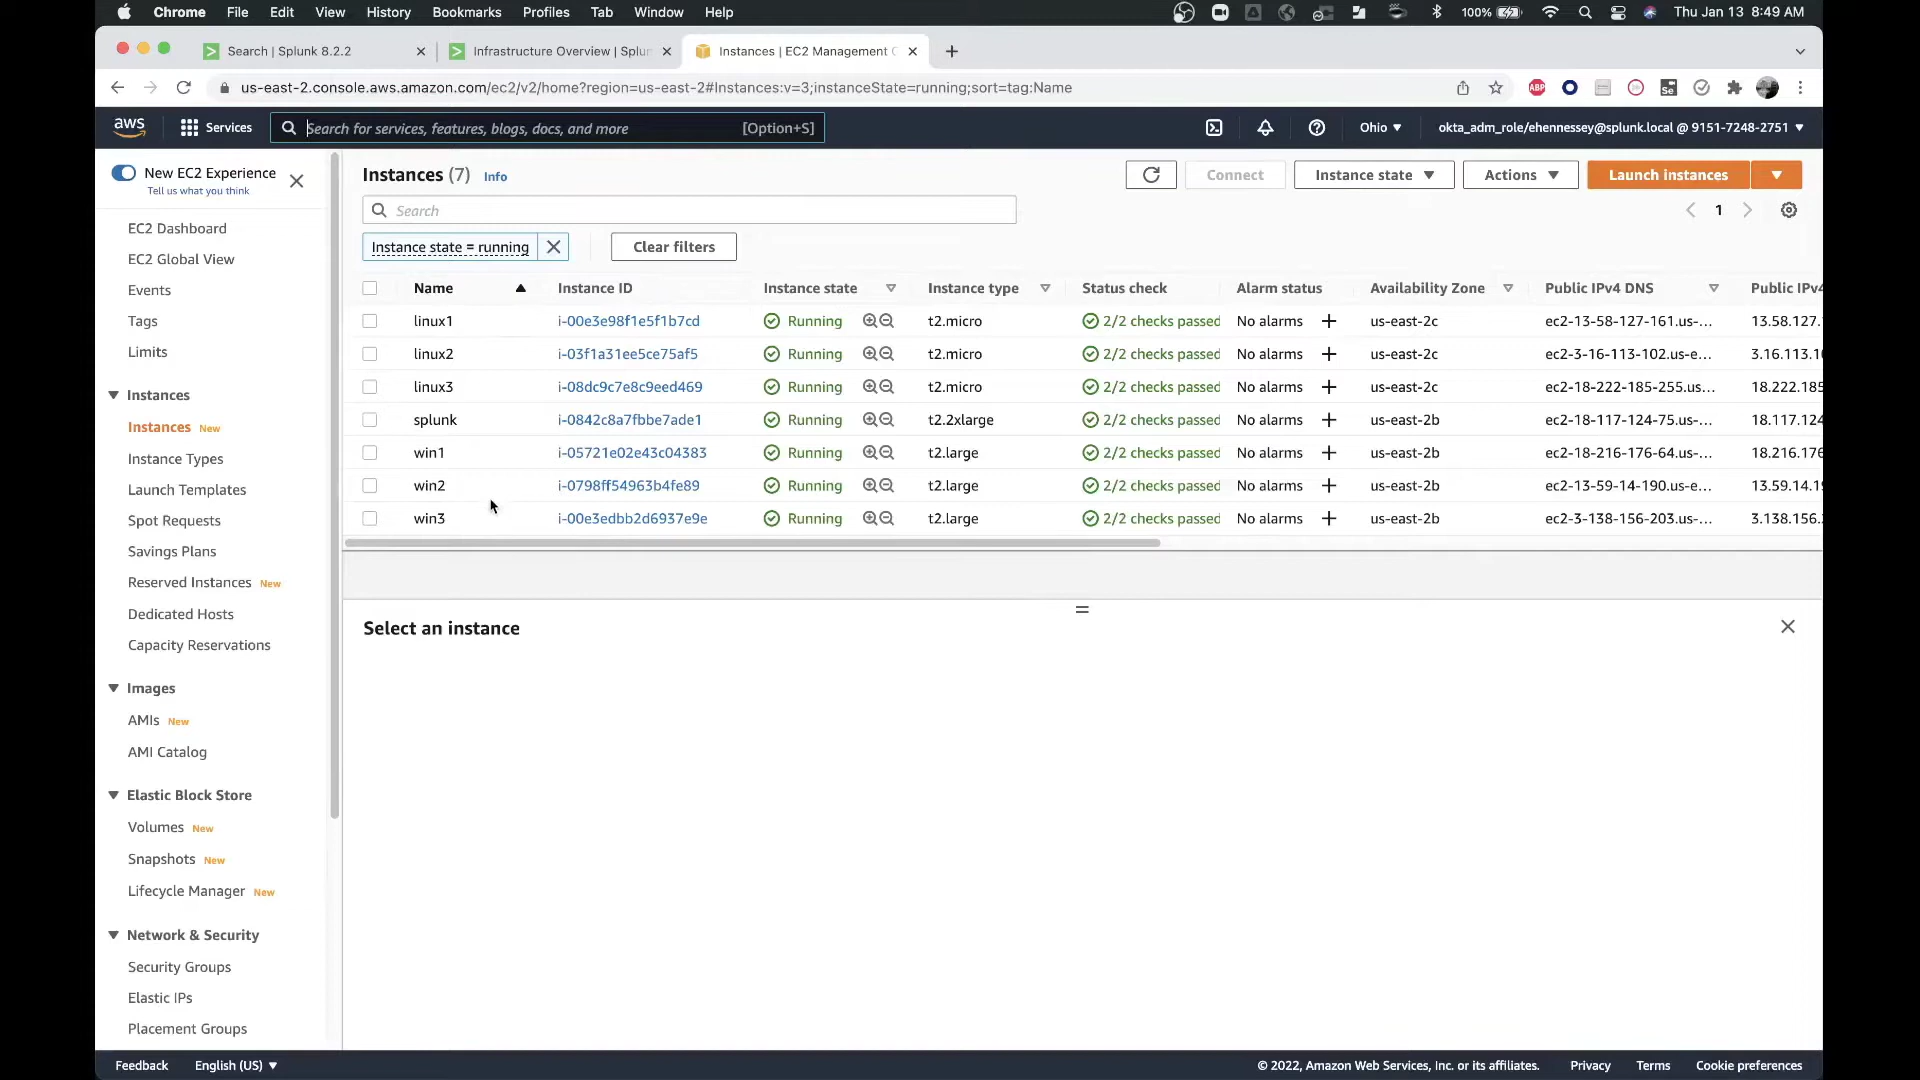 Chrome File Edit View History Bookmarks Profiles Tab Window Help 100% Thu Jan 13 8:49 AM
Search | Splunk 8.2.2
Infrastructure Overview | Splun
Instances | EC2 Management C
us-east-2.console.aws.amazon.com/ec2/v2/home?region=us-east-2#Instances:v=3;instanceState=running;sort=tag:Name
ABP
Se
aws Services Search for services, features, blogs, docs, and more [Option+S] Ohio okta_adm_role/ehennessey@splunk.local @ 9151-7248-2751
New EC2 Experience
Tell us what you think
EC2 Dashboard
EC2 Global View
Events
Tags
Limits
Instances
Instances New
Instance Types
Launch Templates
Spot Requests
Savings Plans
Reserved Instances New
Dedicated Hosts
Capacity Reservations
Images
AMIs New
AMI Catalog
Elastic Block Store
Volumes New
Snapshots New
Lifecycle Manager New
Network & Security
Security Groups
Elastic IPs
Placement Groups
Instances (7) Info
Connect Instance state Actions Launch instances
Search
1
Instance state = running Clear filters
Name Instance ID Instance state Instance type Status check Alarm status Availability Zone Public IPv4 DNS Public IPv4
linux1 i-00e3e98f1e5f1b7cd Running t2.micro 2/2 checks passed No alarms us-east-2c ec2-13-58-127-161.us-... 13.58.127.
linux2 i-03f1a31ee5ce75af5 Running t2.micro 2/2 checks passed No alarms us-east-2c ec2-3-16-113-102.us-e... 3.16.113.10
linux3 i-08dc9c7e8c9eed469 Running t2.micro 2/2 checks passed No alarms us-east-2c ec2-18-222-185-255.us... 18.222.185
splunk i-0842c8a7fbbe7ade1 Running t2.2xlarge 2/2 checks passed No alarms us-east-2b ec2-18-117-124-75.us-... 18.117.124
win1 i-05721e02e43c04383 Running t2.large 2/2 checks passed No alarms us-east-2b ec2-18-216-176-64.us-... 18.216.176
win2 i-0798ff54963b4fe89 Running t2.large 2/2 checks passed No alarms us-east-2b ec2-13-59-14-190.us-e... 13.59.14.19
win3 i-00e3edbb2d6937e9e Running t2.large 2/2 checks passed No alarms us-east-2b ec2-3-138-156-203.us-... 3.138.156.
Select an instance
Feedback English (US) © 2022, Amazon Web Services, Inc. or its affiliates. Privacy Terms Cookie preferences